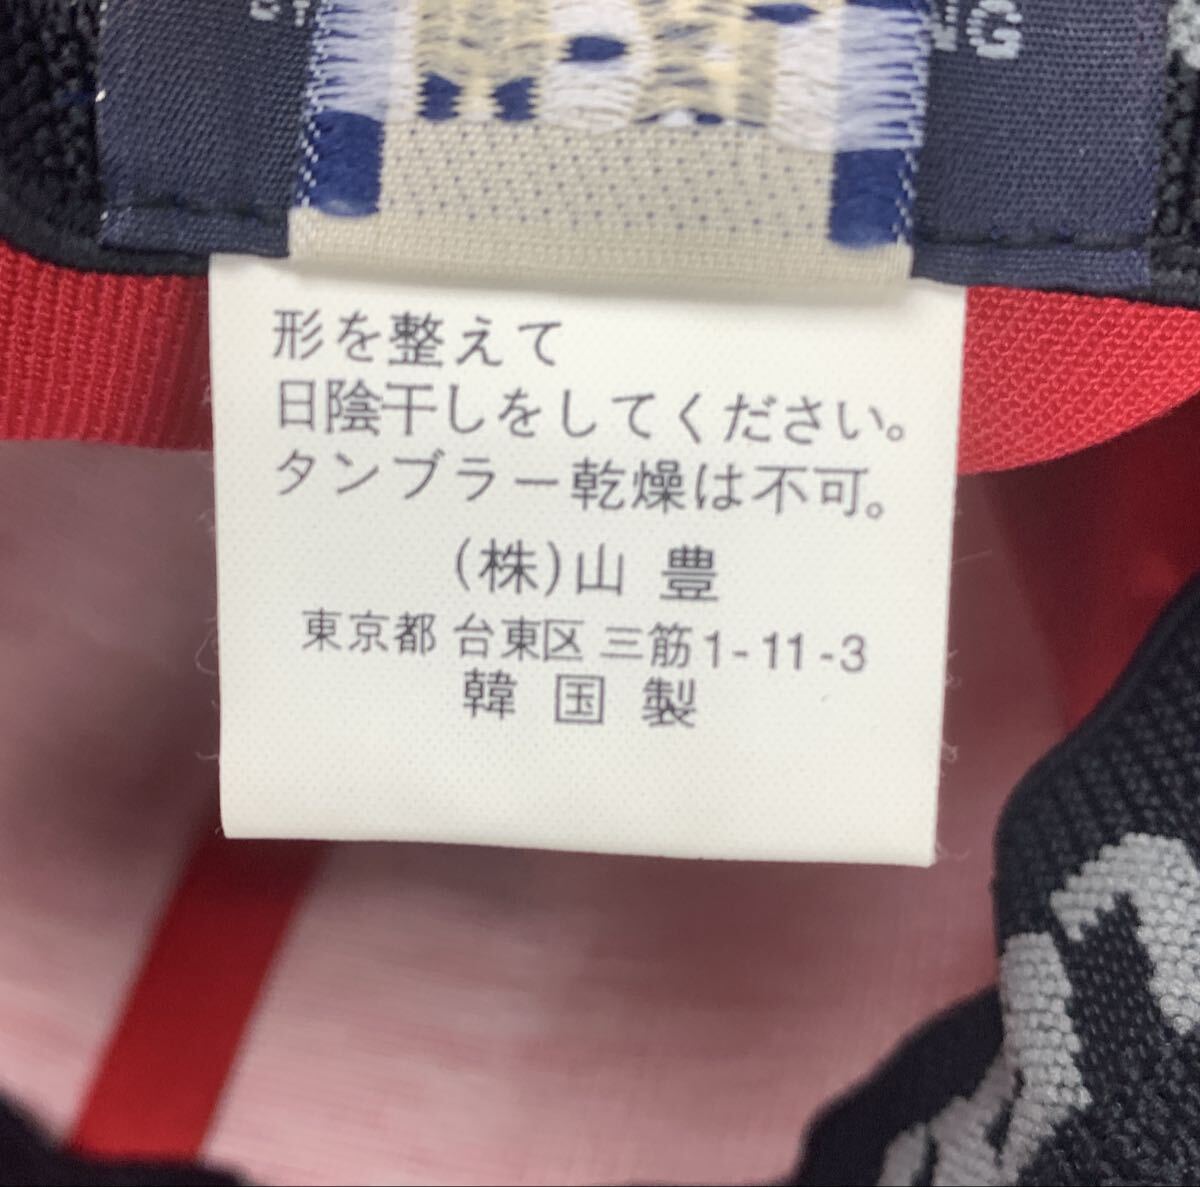 NG
形を整えて
日陰干しをしてください。
タンブラー乾燥は不可。
(株)山 豊
東京都 台東区 三筋1-11-3
韓 国 製